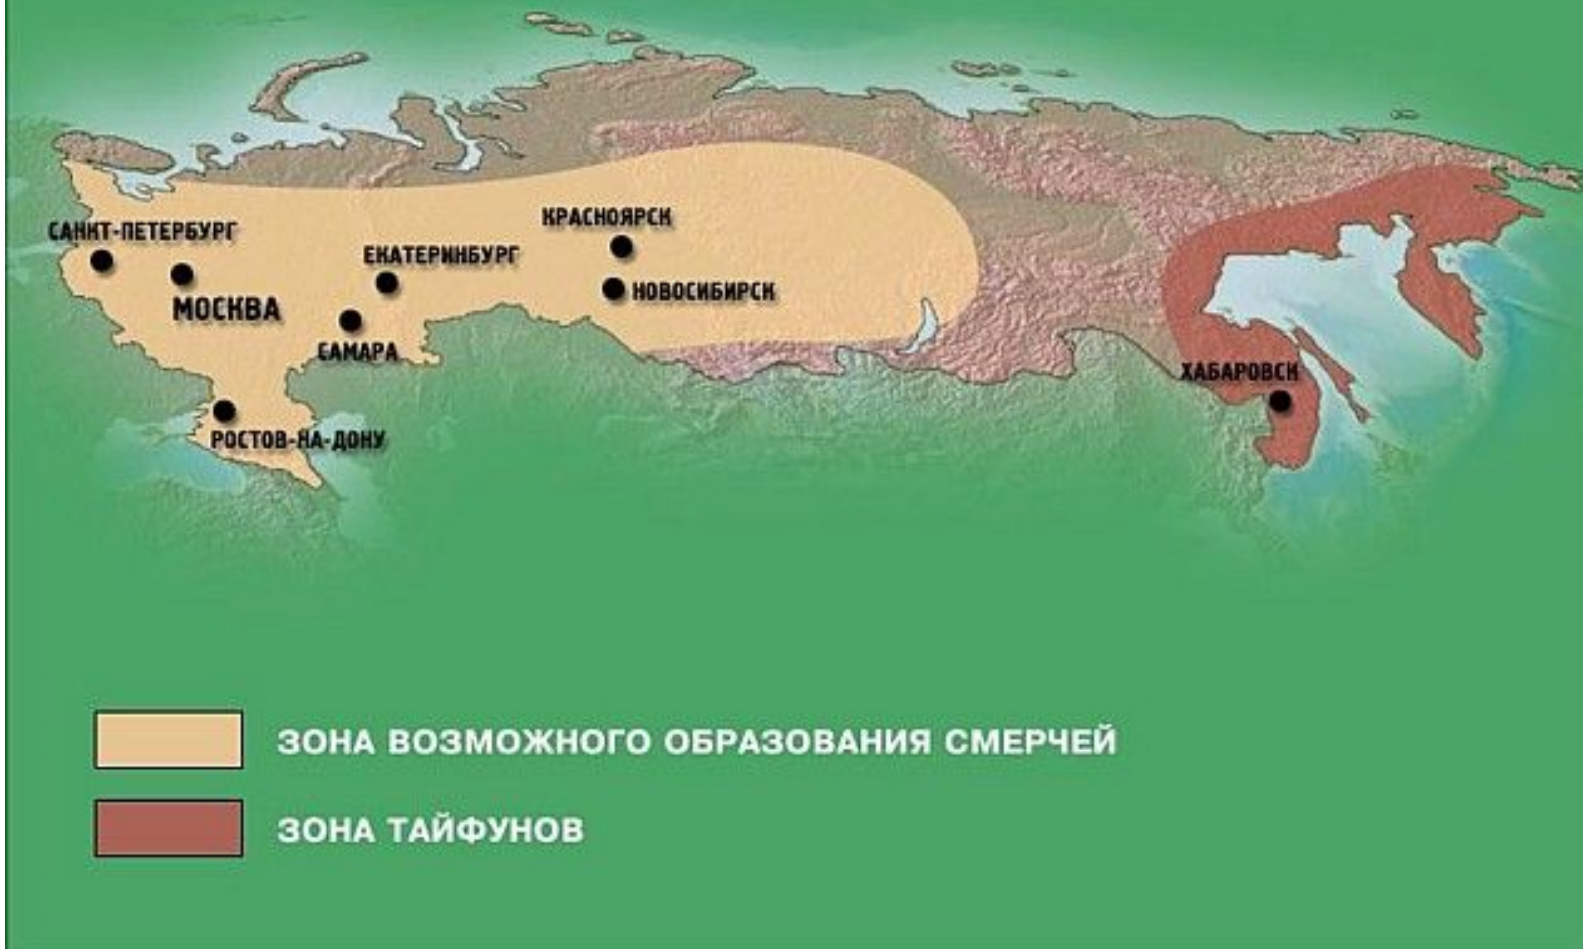 САНКТ-ПЕТЕРБУРГ
КРАСНОЯРСК
ЕКАТЕРИНБУРГ
МОСКВА
НОВОСИБИРСК
САМАРА
ХАБАРОВСК
РОСТОВ-НА-ДОНУ
ЗОНА ВОЗМОЖНОГО ОБРАЗОВАНИЯ СМЕРЧЕЙ
ЗОНА ТАЙФУНОВ